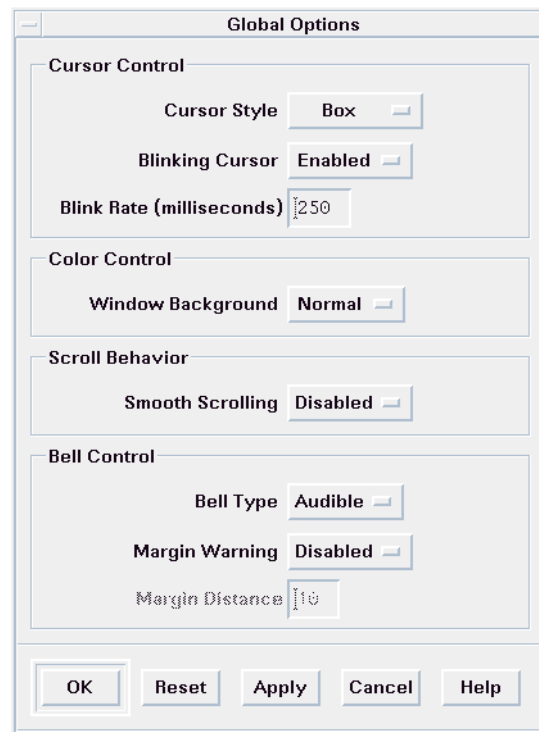 Global Options
Cursor Control
Cursor Style Box
Blinking Cursor Enabled
Blink Rate (milliseconds) 250
Color Control
Window Background Normal
Scroll Behavior
Smooth Scrolling Disabled
Bell Control
Bell Type Audible
Margin Warning Disabled
Margin Distance 10
OK Reset Apply Cancel Help